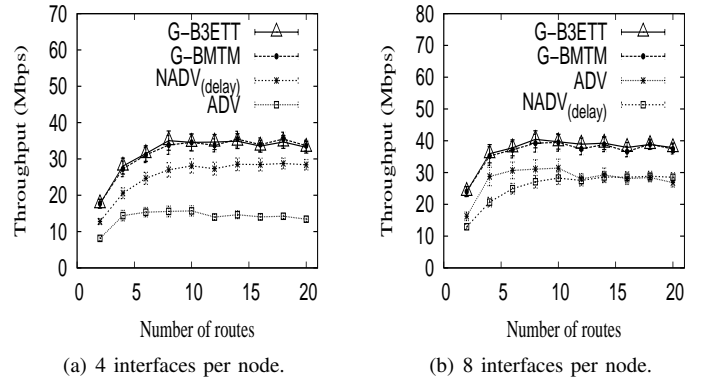 Throughput (Mbps)
70
60
50
40
30
20
10
0
G-B3ETT
G-BMTM
NADV(delay)
ADV
0 5 10 15 20
Number of routes
(a) 4 interfaces per node.
Throughput (Mbps)
80
70
60
50
40
30
20
10
0
G-B3ETT
G-BMTM
ADV
NADV(delay)
0 5 10 15 20
Number of routes
(b) 8 interfaces per node.